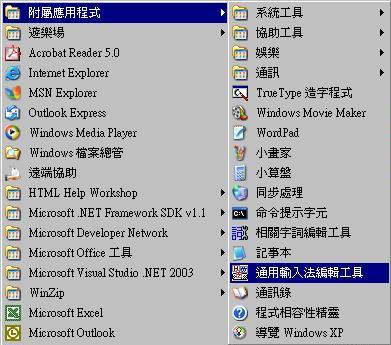 附屬應用程式
遊樂場
Acrobat Reader 5.0
Internet Explorer
MSN Explorer
Outlook Express
Windows Media Player
Windows 檔案總管
遠端協助
HTML Help Workshop
Microsoft .NET Framework SDK v1.1
Microsoft Developer Network
Microsoft Office 工具
Microsoft Visual Studio .NET 2003
WinZip
Microsoft Excel
Microsoft Outlook
系統工具
協助工具
娛樂
通訊
TrueType 造字程式
Windows Movie Maker
WordPad
小畫家
小算盤
同步處理
命令提示字元
相關字詞編輯工具
記事本
通用輸入法編輯工具
通訊錄
程式相容性精靈
導覽 Windows XP